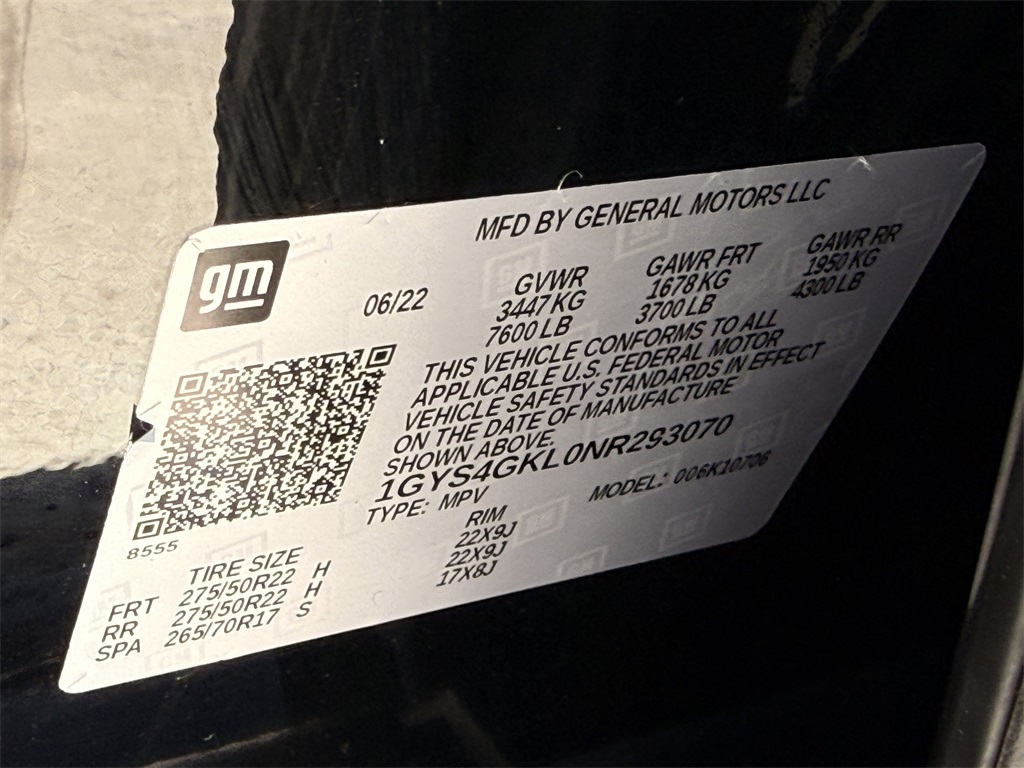 MFD BY GENERAL MOTORS LLC
gm
06/22
GVWR GAWR FRT GAWR RR
3447 KG 1678 KG 1950 KG
7600 LB 3700 LB 4300 LB
THIS VEHICLE CONFORMS TO ALL
APPLICABLE U.S. FEDERAL MOTOR
VEHICLE SAFETY STANDARDS IN EFFECT
ON THE DATE OF MANUFACTURE
SHOWN ABOVE.
1GYS4GKL0NR293070
TYPE: MPV MODEL: 006K10706
8555
TIRE SIZE RIM
FRT 275/50R22 H 22X9J
RR 275/50R22 H 22X9J
SPA 265/70R17 S 17X8J